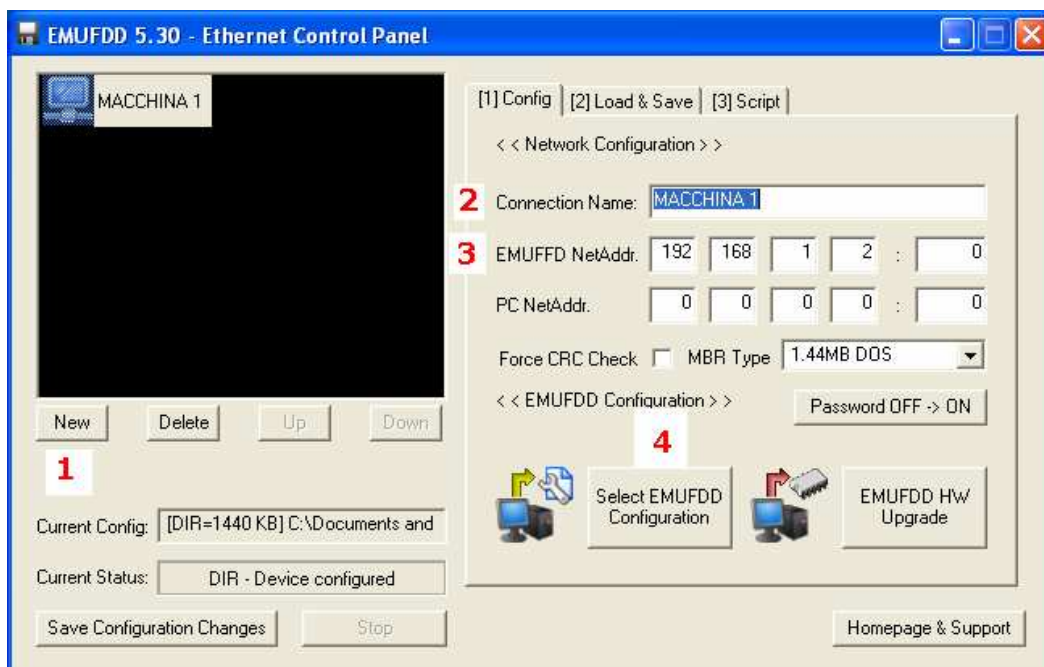 EMUFDD 5.30 - Ethernet Control Panel
MACCHINA 1
[1] Config [2] Load & Save [3] Script
< < Network Configuration > >
2 Connection Name: MACCHINA 1
3 EMUFFD NetAddr. 192 168 1 2 : 0
PC NetAddr. 0 0 0 0 : 0
Force CRC Check MBR Type 1.44MB DOS
< < EMUFDD Configuration > >
Password OFF -> ON
New Delete Up Down
1
4
Select EMUFDD
Configuration
EMUFDD HW
Upgrade
Current Config: [DIR=1440 KB] C:\Documents and
Current Status: DIR - Device configured
Save Configuration Changes Stop
Homepage & Support